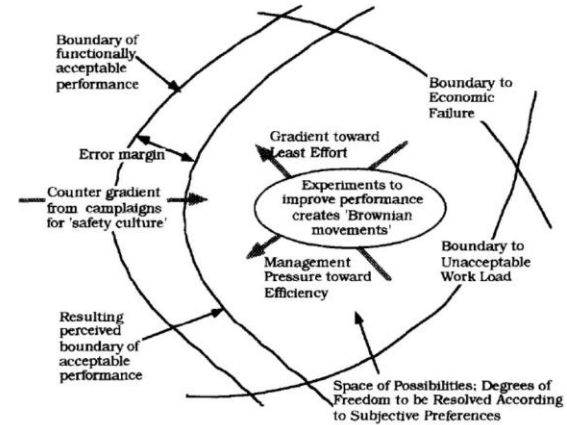 Boundary of
functionally
acceptable
performance
Boundary to
Economic
Failure
Gradient toward
Least Effort
Error margin
Experiments to
improve performance
creates 'Brownian
movements'
Counter gradient
from campaigns
for 'safety culture'
Management
Pressure toward
Efficiency
Boundary to
Unacceptable
Work Load
Resulting
perceived
boundary of
acceptable
performance
Space of Possibilities: Degrees of
Freedom to be Resolved According
to Subjective Preferences